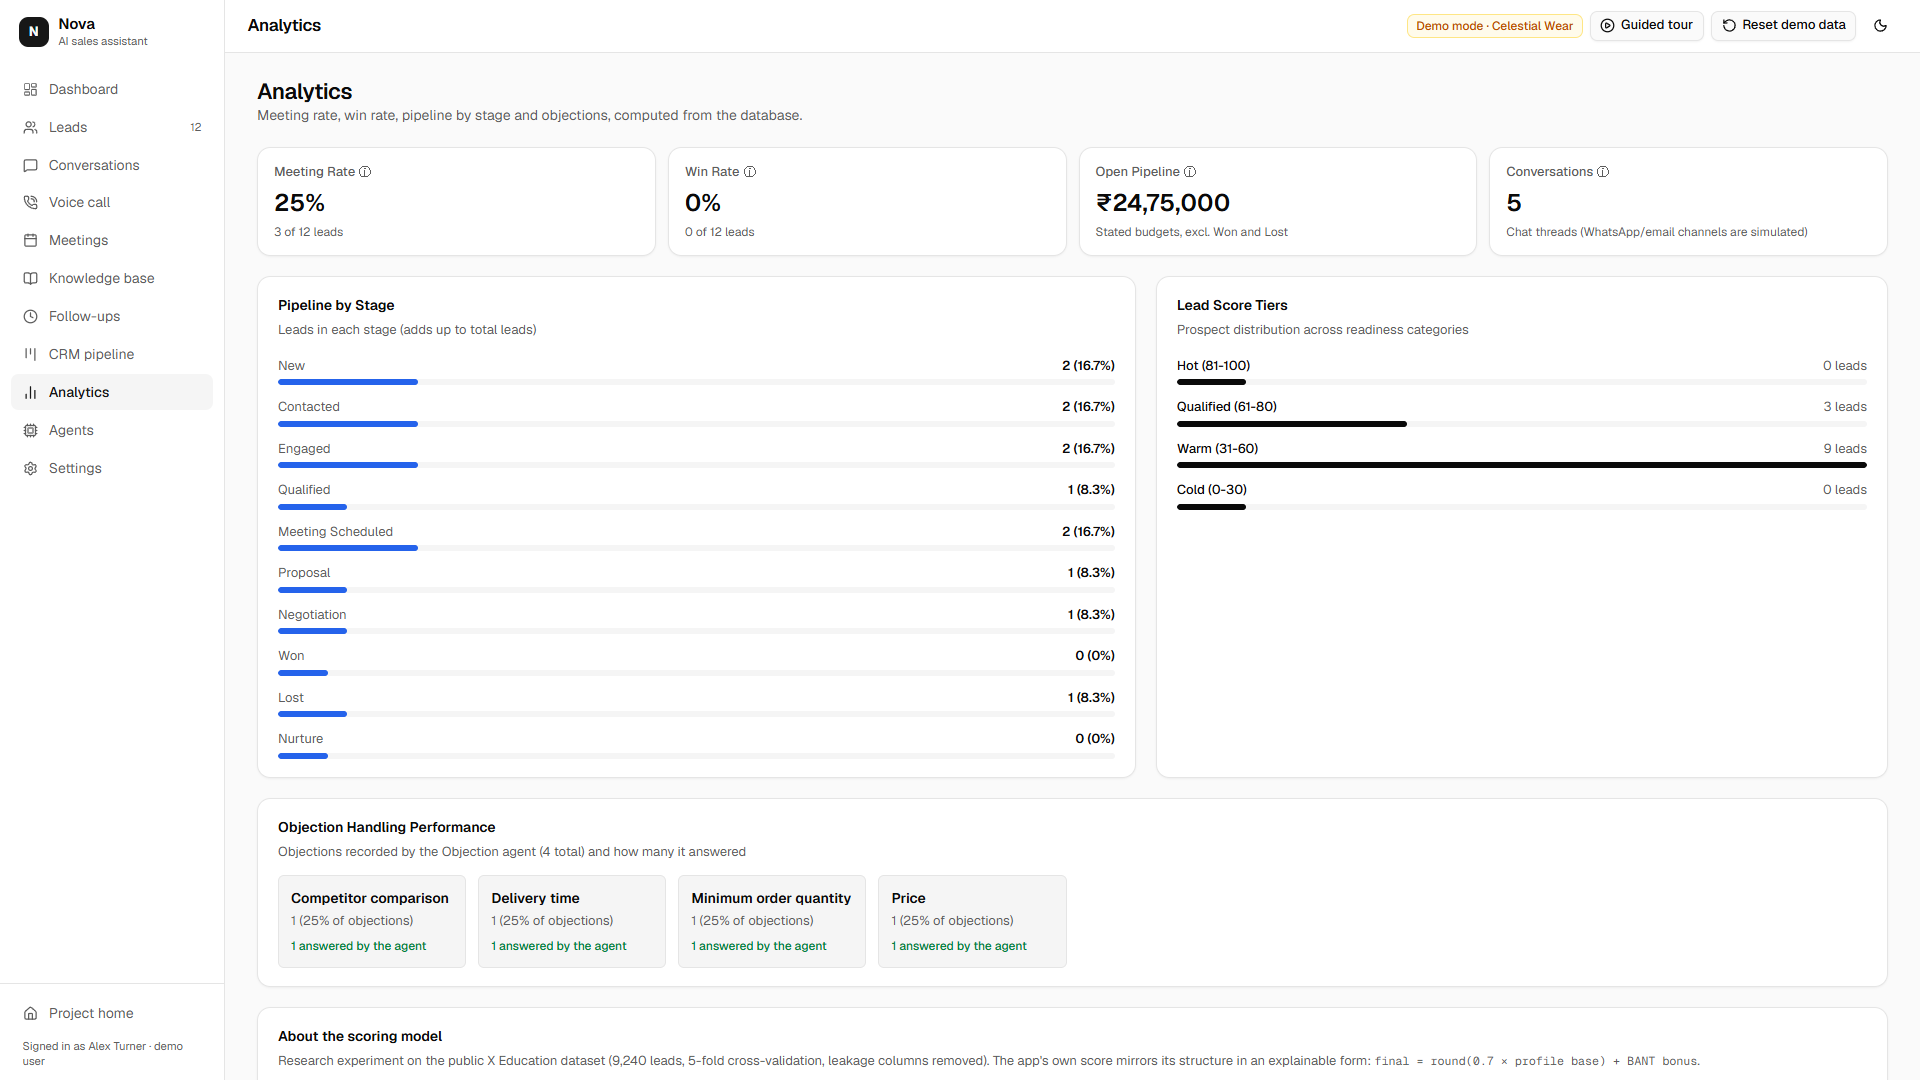 N
Nova
AI sales assistant
Dashboard
Leads
12
Conversations
Voice call
Meetings
Knowledge base
Follow-ups
CRM pipeline
Analytics
Agents
Settings
Project home
Signed in as Alex Turner · demo
user
Analytics
Demo mode · Celestial Wear
Guided tour
Reset demo data
Analytics
Meeting rate, win rate, pipeline by stage and objections, computed from the database.
Meeting Rate
25%
3 of 12 leads
Win Rate
0%
0 of 12 leads
Open Pipeline
₹24,75,000
Stated budgets, excl. Won and Lost
Conversations
5
Chat threads (WhatsApp/email channels are simulated)
Pipeline by Stage
Leads in each stage (adds up to total leads)
New 2 (16.7%)
Contacted 2 (16.7%)
Engaged 2 (16.7%)
Qualified 1 (8.3%)
Meeting Scheduled 2 (16.7%)
Proposal 1 (8.3%)
Negotiation 1 (8.3%)
Won 0 (0%)
Lost 1 (8.3%)
Nurture 0 (0%)
Lead Score Tiers
Prospect distribution across readiness categories
Hot (81-100) 0 leads
Qualified (61-80) 3 leads
Warm (31-60) 9 leads
Cold (0-30) 0 leads
Objection Handling Performance
Objections recorded by the Objection agent (4 total) and how many it answered
Competitor comparison
1 (25% of objections)
1 answered by the agent
Delivery time
1 (25% of objections)
1 answered by the agent
Minimum order quantity
1 (25% of objections)
1 answered by the agent
Price
1 (25% of objections)
1 answered by the agent
About the scoring model
Research experiment on the public X Education dataset (9,240 leads, 5-fold cross-validation, leakage columns removed). The app's own score mirrors its structure in an explainable form: final = round(0.7 × profile base) + BANT bonus.